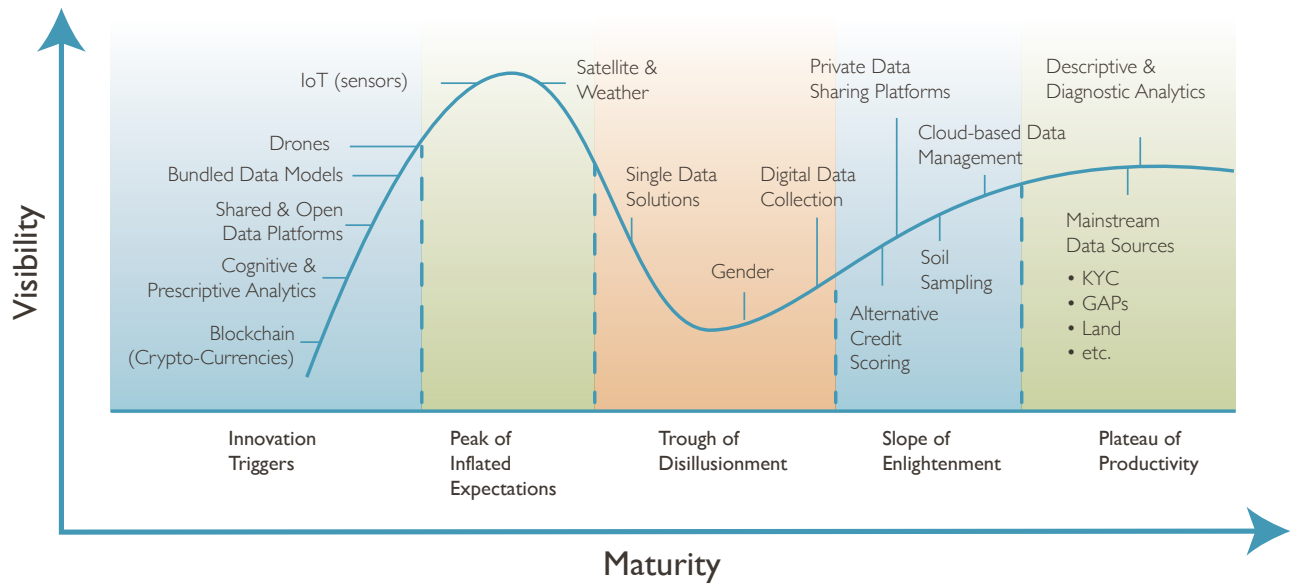 Visibility
IoT (sensors)
Drones
Bundled Data Models
Shared & Open
Data Platforms
Cognitive &
Prescriptive Analytics
Blockchain
(Crypto-Currencies)
Satellite &
Weather
Single Data
Solutions
Gender
Digital Data
Collection
Private Data
Sharing Platforms
Cloud-based Data
Management
Alternative
Credit
Scoring
Soil
Sampling
Descriptive &
Diagnostic Analytics
Mainstream
Data Sources
• KYC
• GAPs
• Land
• etc.
Innovation
Triggers
Peak of
Inflated
Expectations
Trough of
Disillusionment
Slope of
Enlightenment
Plateau of
Productivity
Maturity